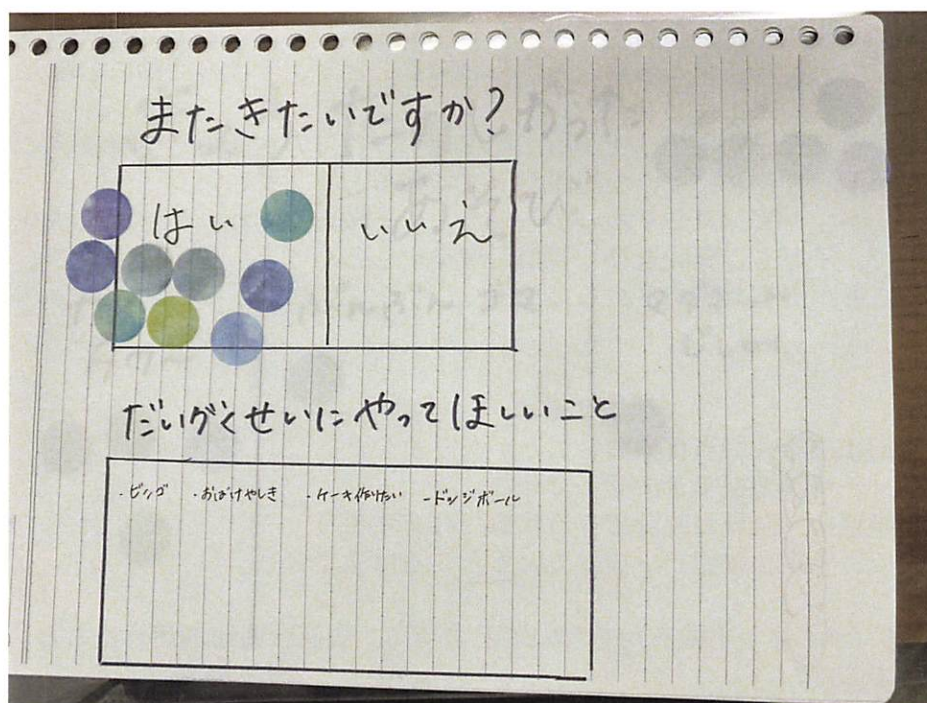 またきたいですか?
はい いいえ
だいがくせいにやってほしいこと
・ビンゴ ・おばけやしき ・ケーキ作りたい -ドッジボール